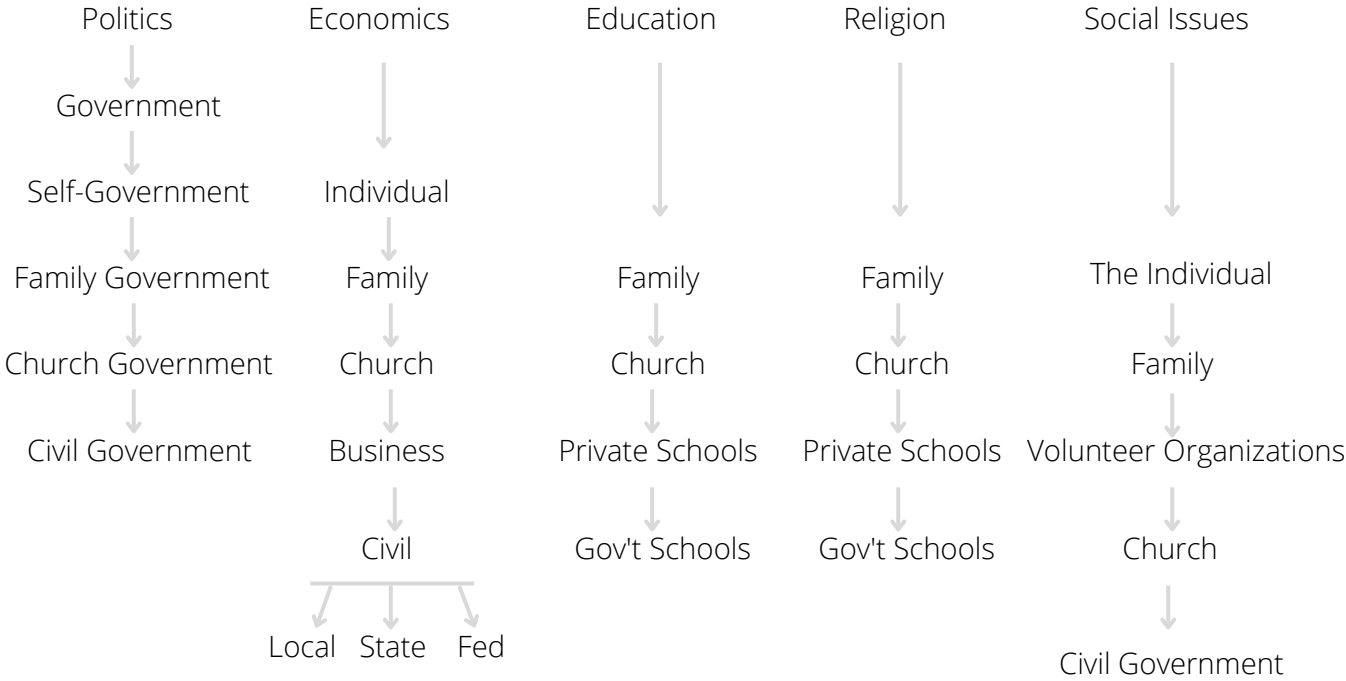 Politics
Economics
Education
Religion
Social Issues
Government
Self-Government
Individual
Family Government
Family
Family
Family
The Individual
Church Government
Church
Church
Church
Family
Civil Government
Business
Private Schools
Private Schools
Volunteer Organizations
Civil
Gov't Schools
Gov't Schools
Church
Local
State
Fed
Civil Government